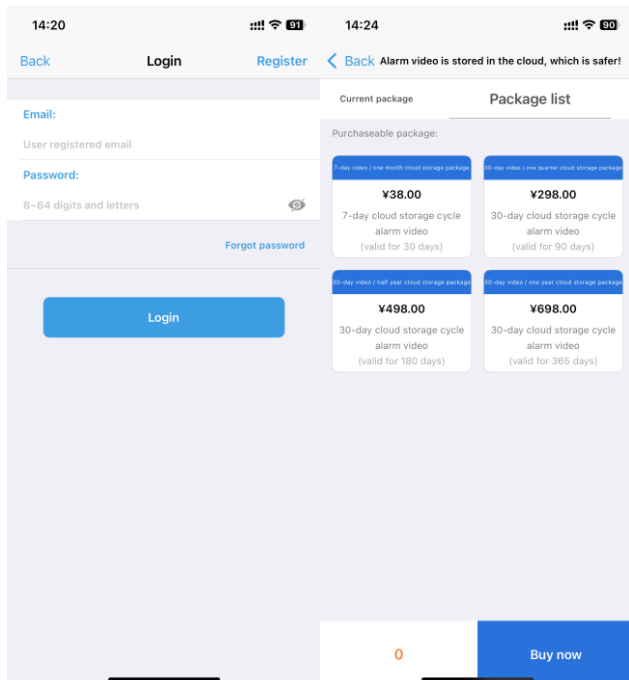 14:20
91
Back
Login
Register
Email:
User registered email
Password:
8~64 digits and letters
Forgot password
Login
14:24
90
Back
Alarm video is stored in the cloud, which is safer!
Current package
Package list
Purchaseable package:
7-day video / one month cloud storage package
¥38.00
7-day cloud storage cycle
alarm video
(valid for 30 days)
30-day video / one quarter cloud storage package
¥298.00
30-day cloud storage cycle
alarm video
(valid for 90 days)
30-day video / half year cloud storage package
¥498.00
30-day cloud storage cycle
alarm video
(valid for 180 days)
30-day video / one year cloud storage package
¥698.00
30-day cloud storage cycle
alarm video
(valid for 365 days)
0
Buy now